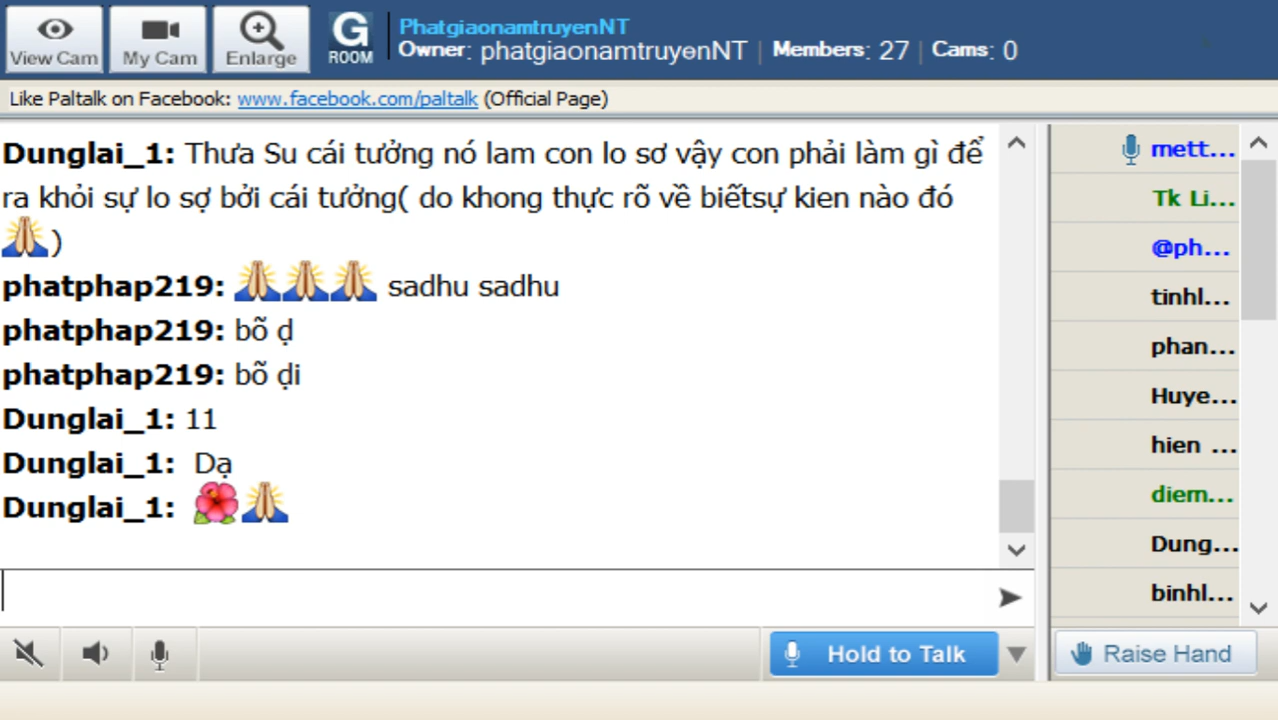 View Cam
My Cam
Enlarge
G
ROOM
PhatgiaonamtruyenNT
Owner: phatgiaonamtruyenNT | Members: 27 | Cams: 0
Like Paltalk on Facebook: www.facebook.com/paltalk (Official Page)
Dunglai_1: Thưa Su cái tưởng nó lam con lo sơ vậy con phải làm gì để
ra khỏi sự lo sợ bởi cái tưởng( do khong thực rõ về biếtsự kien nào đó
🙏)
phatphap219: 🙏🙏🙏 sadhu sadhu
phatphap219: bõ ḍ
phatphap219: bõ ḍi
Dunglai_1: 11
Dunglai_1: Dạ
Dunglai_1: 🌺🙏
mett...
Tk Li...
@ph...
tinhl...
phan...
Huye...
hien ...
diem...
Dung...
binhl...
Hold to Talk
Raise Hand